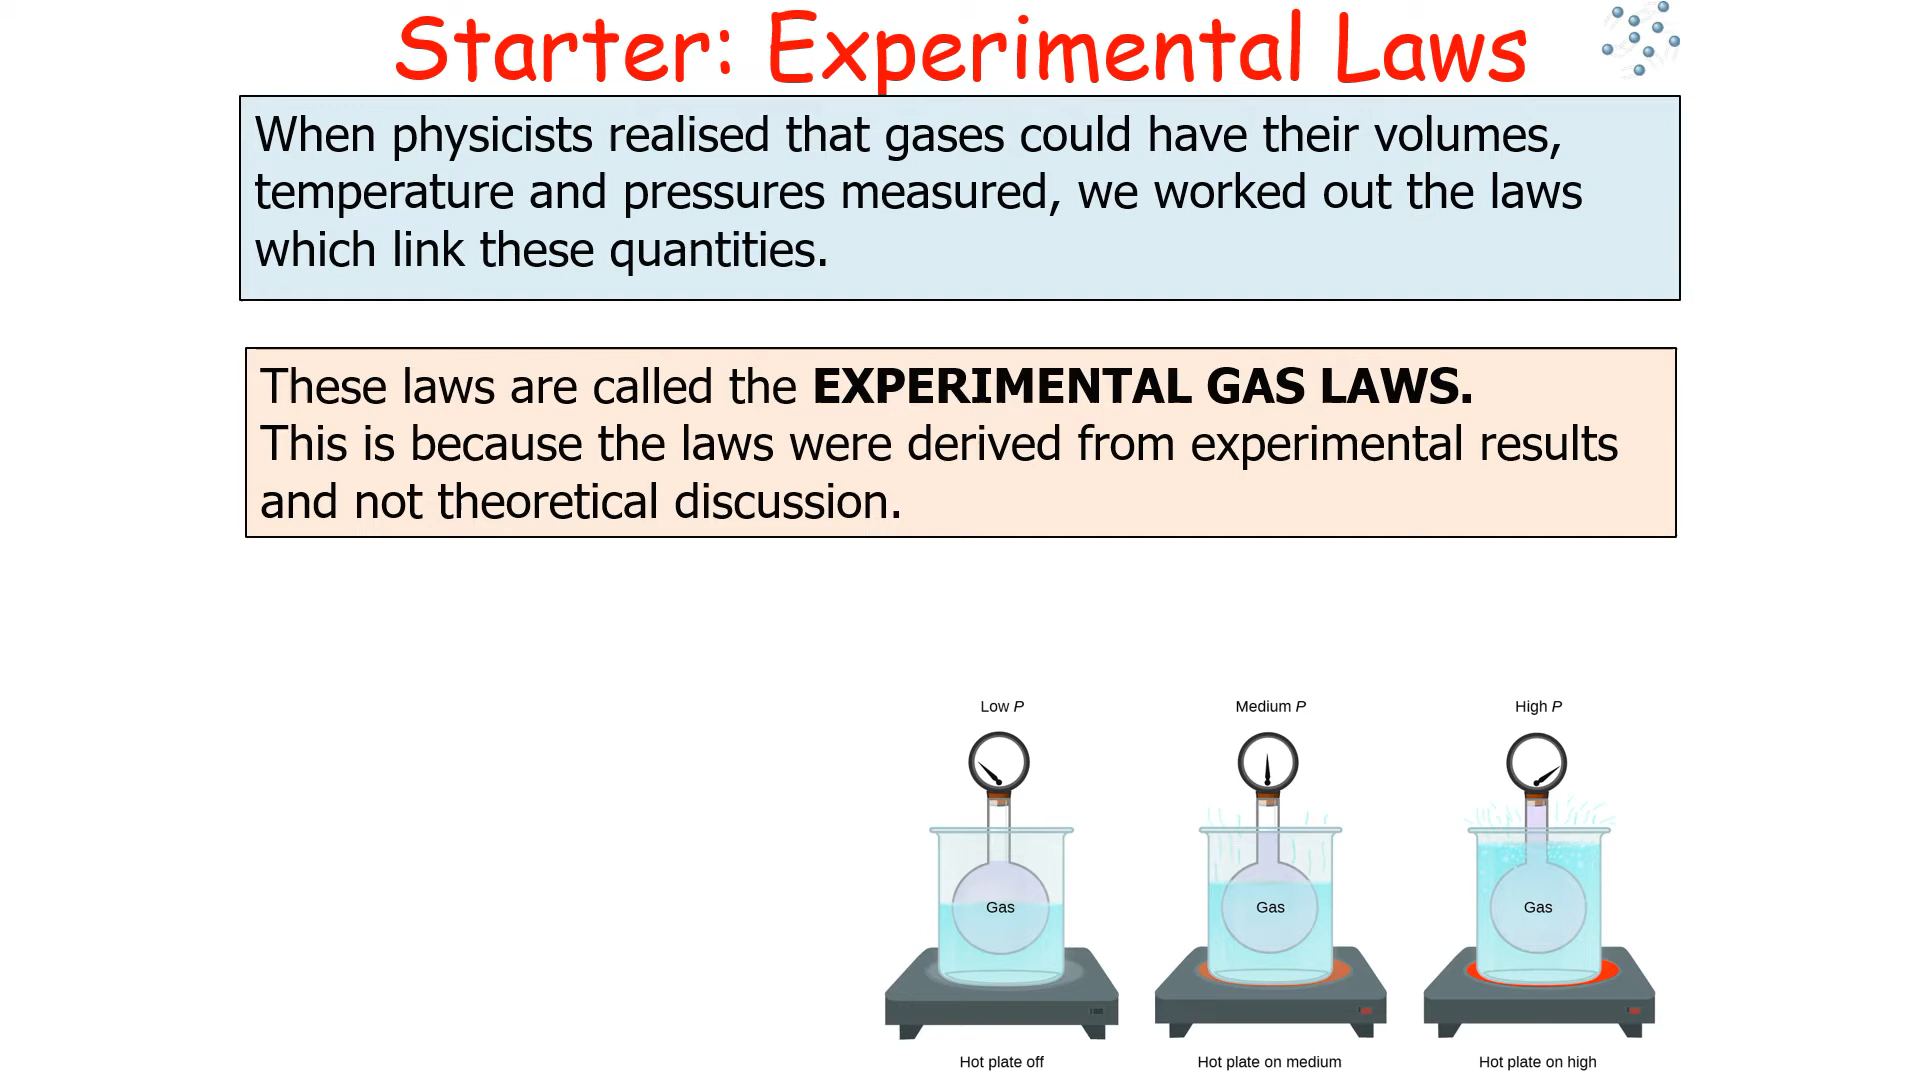 Starter: Experimental Laws
When physicists realised that gases could have their volumes,
temperature and pressures measured, we worked out the laws
which link these quantities.
These laws are called the EXPERIMENTAL GAS LAWS.
This is because the laws were derived from experimental results
and not theoretical discussion.
Low P
Medium P
High P
Gas
Gas
Gas
Hot plate off
Hot plate on medium
Hot plate on high